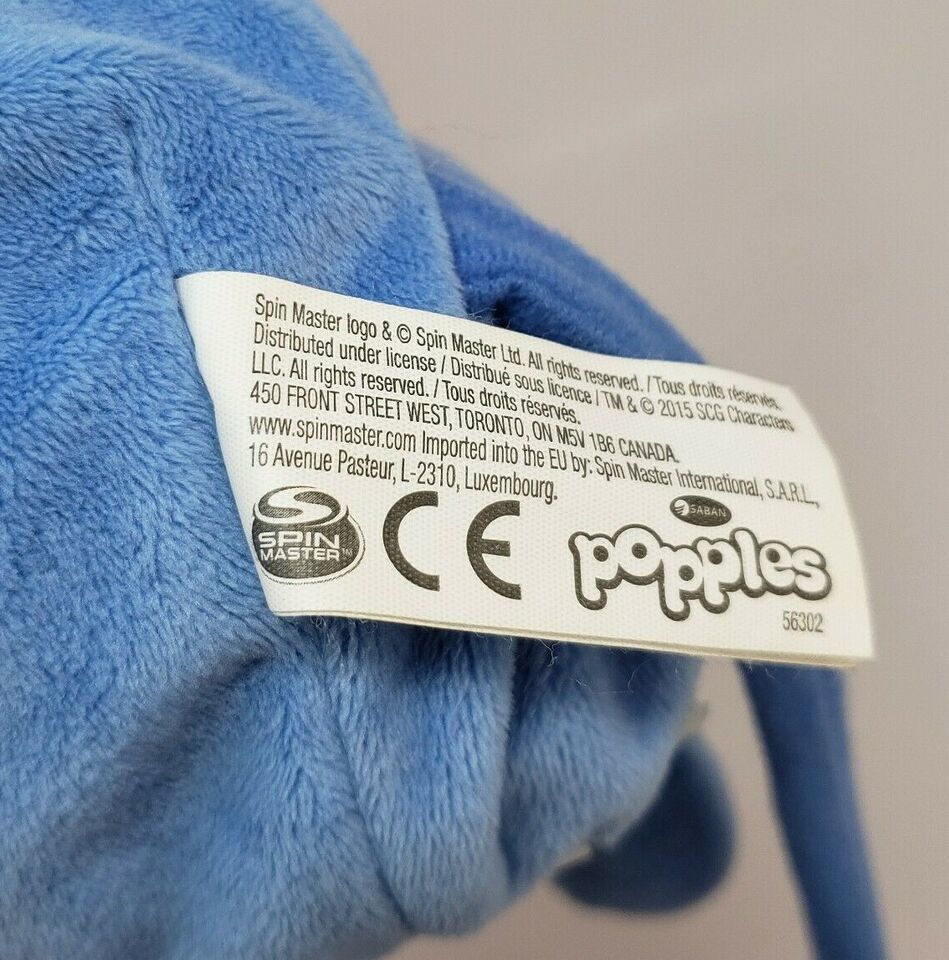 Spin Master logo & © Spin Master Ltd. All rights reserved. / Tous droits réservés.
Distributed under license / Distribué sous licence / TM & © 2015 SCG Characters
LLC. All rights reserved. / Tous droits réservés.
450 FRONT STREET WEST, TORONTO, ON M5V 1B6 CANADA.
www.spinmaster.com Imported into the EU by: Spin Master International, S.A.R.L.,
16 Avenue Pasteur, L-2310, Luxembourg.
SPIN
MASTER™
CE
SABAN
popples
56302